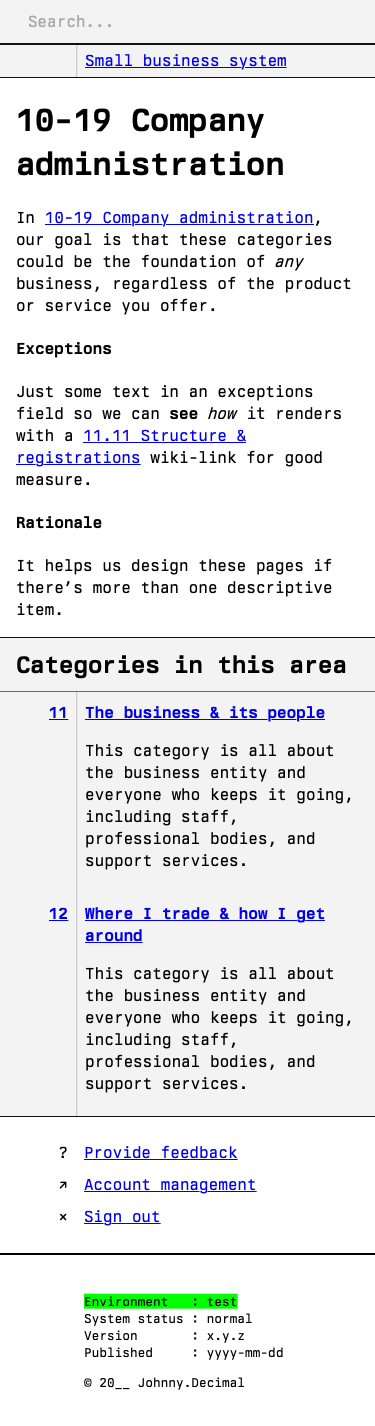 Search...
Small business system
10-19 Company
administration
In 10-19 Company administration,
our goal is that these categories
could be the foundation of any
business, regardless of the product
or service you offer.
Exceptions
Just some text in an exceptions
field so we can see how it renders
with a 11.11 Structure &
registrations wiki-link for good
measure.
Rationale
It helps us design these pages if
there’s more than one descriptive
item.
Categories in this area
11 The business & its people
This category is all about
the business entity and
everyone who keeps it going,
including staff,
professional bodies, and
support services.
12 Where I trade & how I get
around
This category is all about
the business entity and
everyone who keeps it going,
including staff,
professional bodies, and
support services.
? Provide feedback
↗ Account management
× Sign out
Environment : test
System status : normal
Version : x.y.z
Published : yyyy-mm-dd
© 20__ Johnny.Decimal